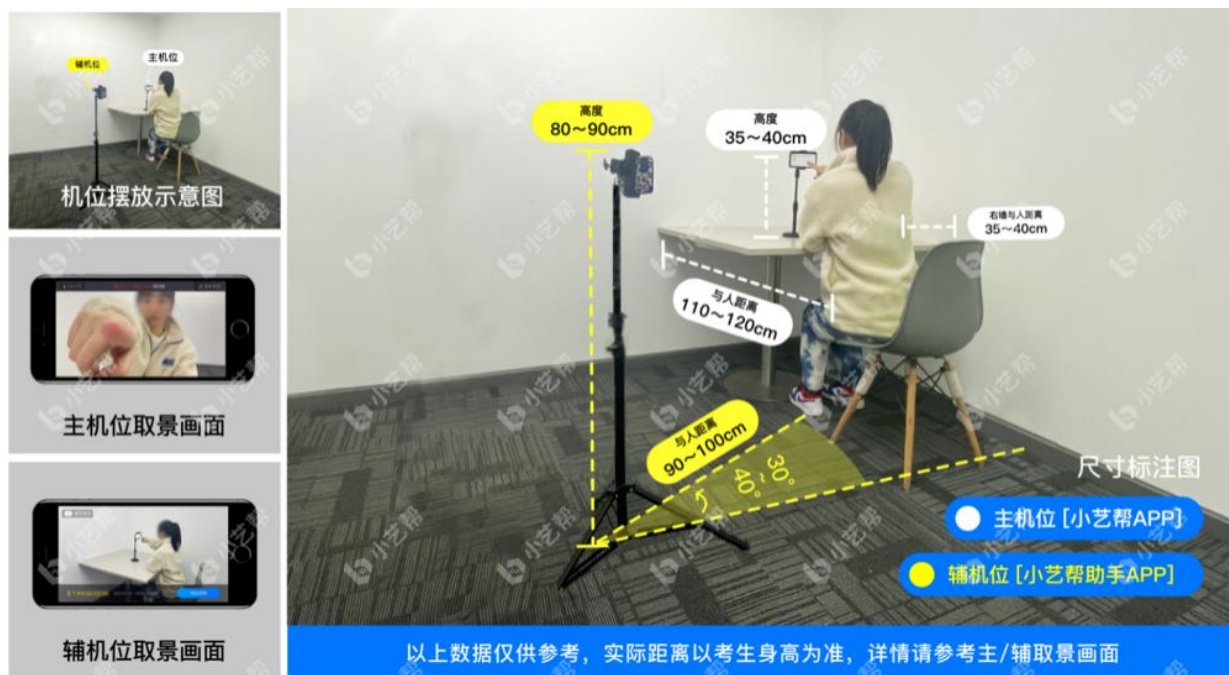 辅机位
主机位
机位摆放示意图
主机位取景画面
辅机位取景画面
高度
80～90cm
高度
35～40cm
右墙与人距离
35～40cm
与人距离
110～120cm
与人距离
90～100cm
30°
~
40°
尺寸标注图
主机位 [小艺帮APP]
辅机位 [小艺帮助手APP]
以上数据仅供参考，实际距离以考生身高为准，详情请参考主/辅取景画面
小艺帮